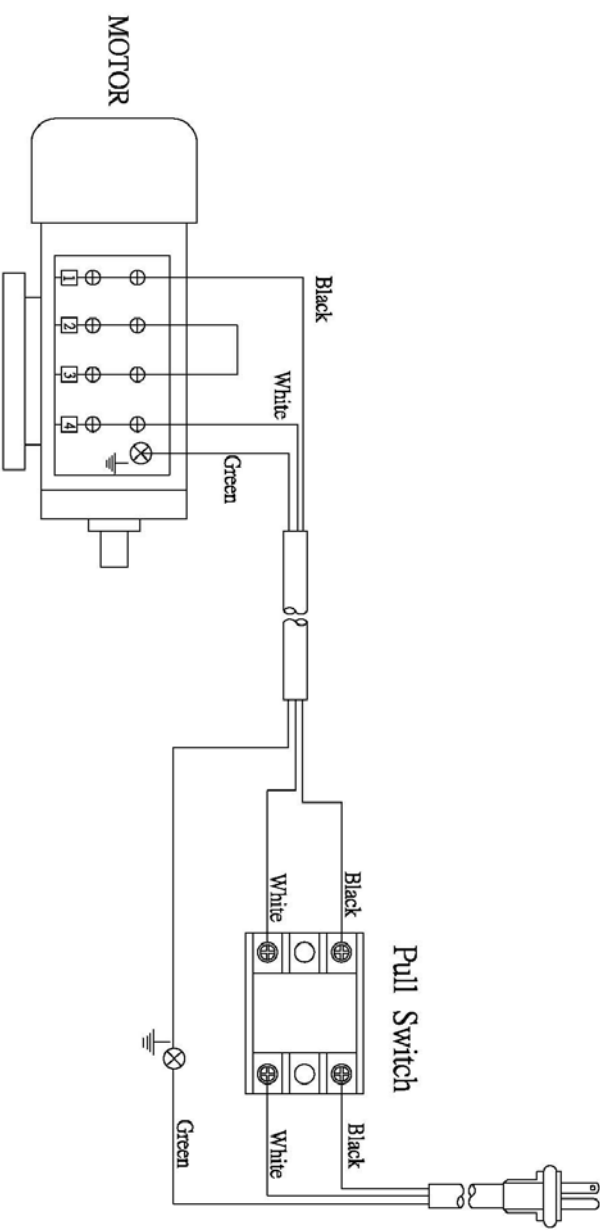 MOTOR
1
2
3
4
Black
White
Green
Black
White
Pull Switch
Black
White
Green